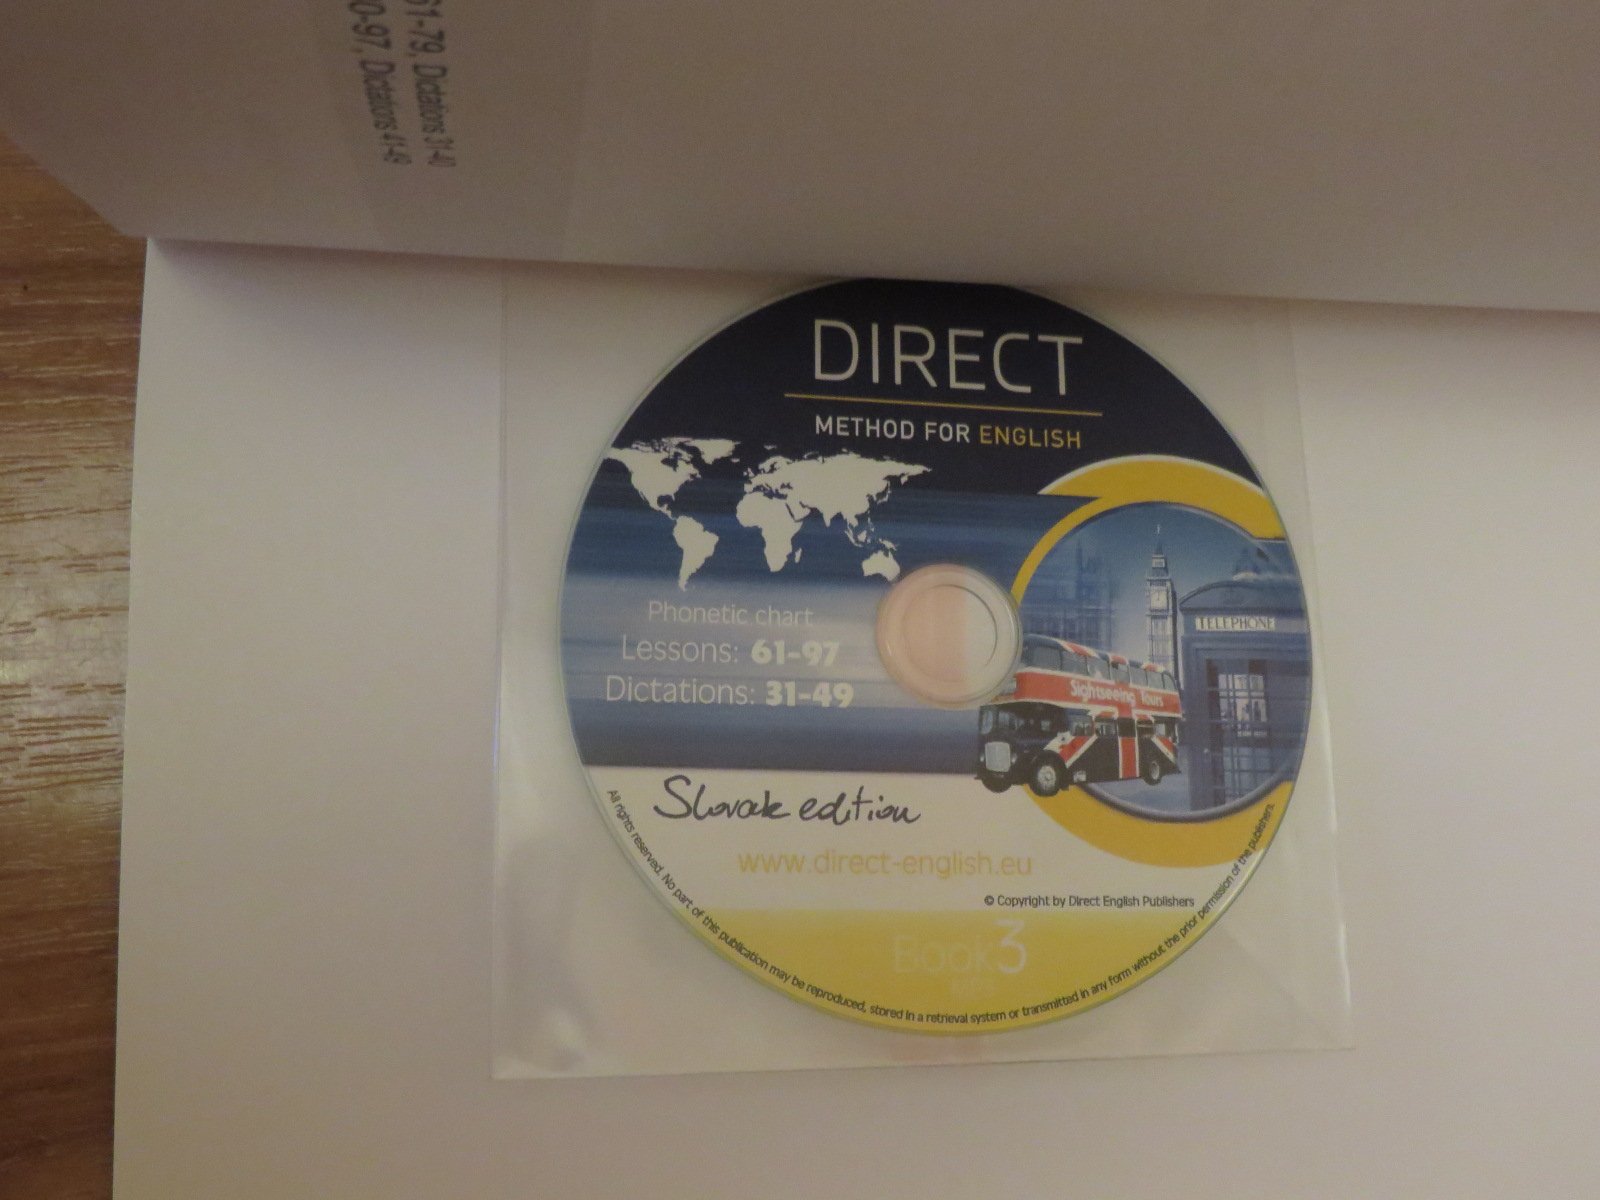 61-79, Dictations 31-40
0-97, Dictations 41-49
DIRECT
METHOD FOR ENGLISH
Phonetic chart
Lessons: 61-97
Dictations: 31-49
TELEPHONE
Sightseeing Tours
Slovak edition
www.direct-english.eu
© Copyright by Direct English Publishers
Book 3
All rights reserved. No part of this publication may be reproduced, stored in a retrieval system or transmitted in any form without the prior permission of the publishers.